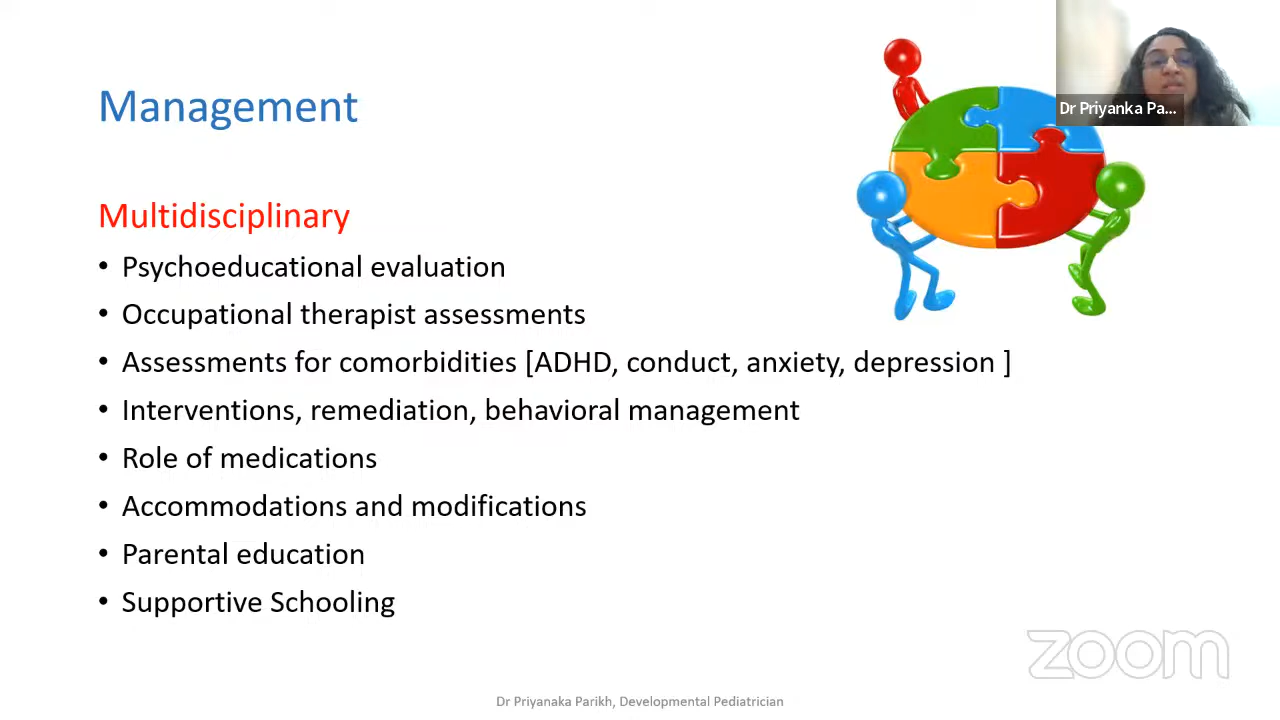 Management
Dr Priyanka Pa...
Multidisciplinary
• Psychoeducational evaluation
• Occupational therapist assessments
• Assessments for comorbidities [ADHD, conduct, anxiety, depression ]
• Interventions, remediation, behavioral management
• Role of medications
• Accommodations and modifications
• Parental education
• Supportive Schooling
zoom
Dr Priyanaka Parikh, Developmental Pediatrician